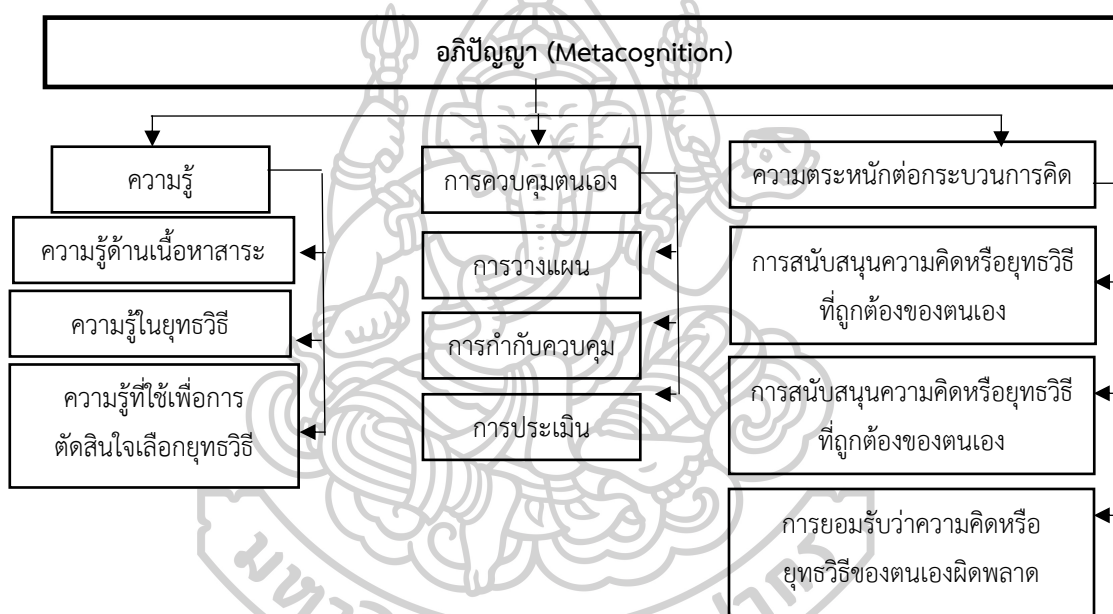 อภิปัญญา (Metacognition)
ความรู้
ความรู้ด้านเนื้อหาสาระ
ความรู้ในยุทธวิธี
ความรู้ที่ใช้เพื่อการ
ตัดสินใจเลือกยุทธวิธี
การควบคุมตนเอง
การวางแผน
การกำกับควบคุม
การประเมิน
ความตระหนักต่อกระบวนการคิด
การสนับสนุนความคิดหรือยุทธวิธี
ที่ถูกต้องของตนเอง
การสนับสนุนความคิดหรือยุทธวิธี
ที่ถูกต้องของตนเอง
การยอมรับว่าความคิดหรือ
ยุทธวิธีของตนเองผิดพลาด